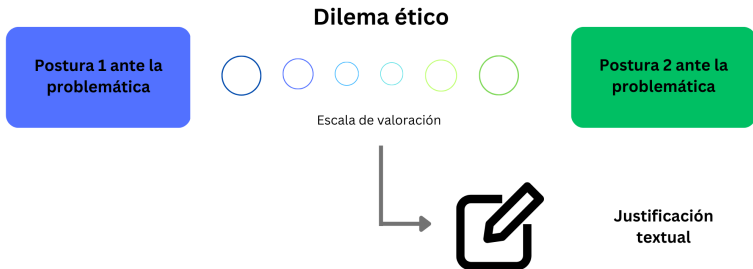 Dilema ético
Postura 1 ante la
problemática
Postura 2 ante la
problemática
Escala de valoración
Justificación
textual